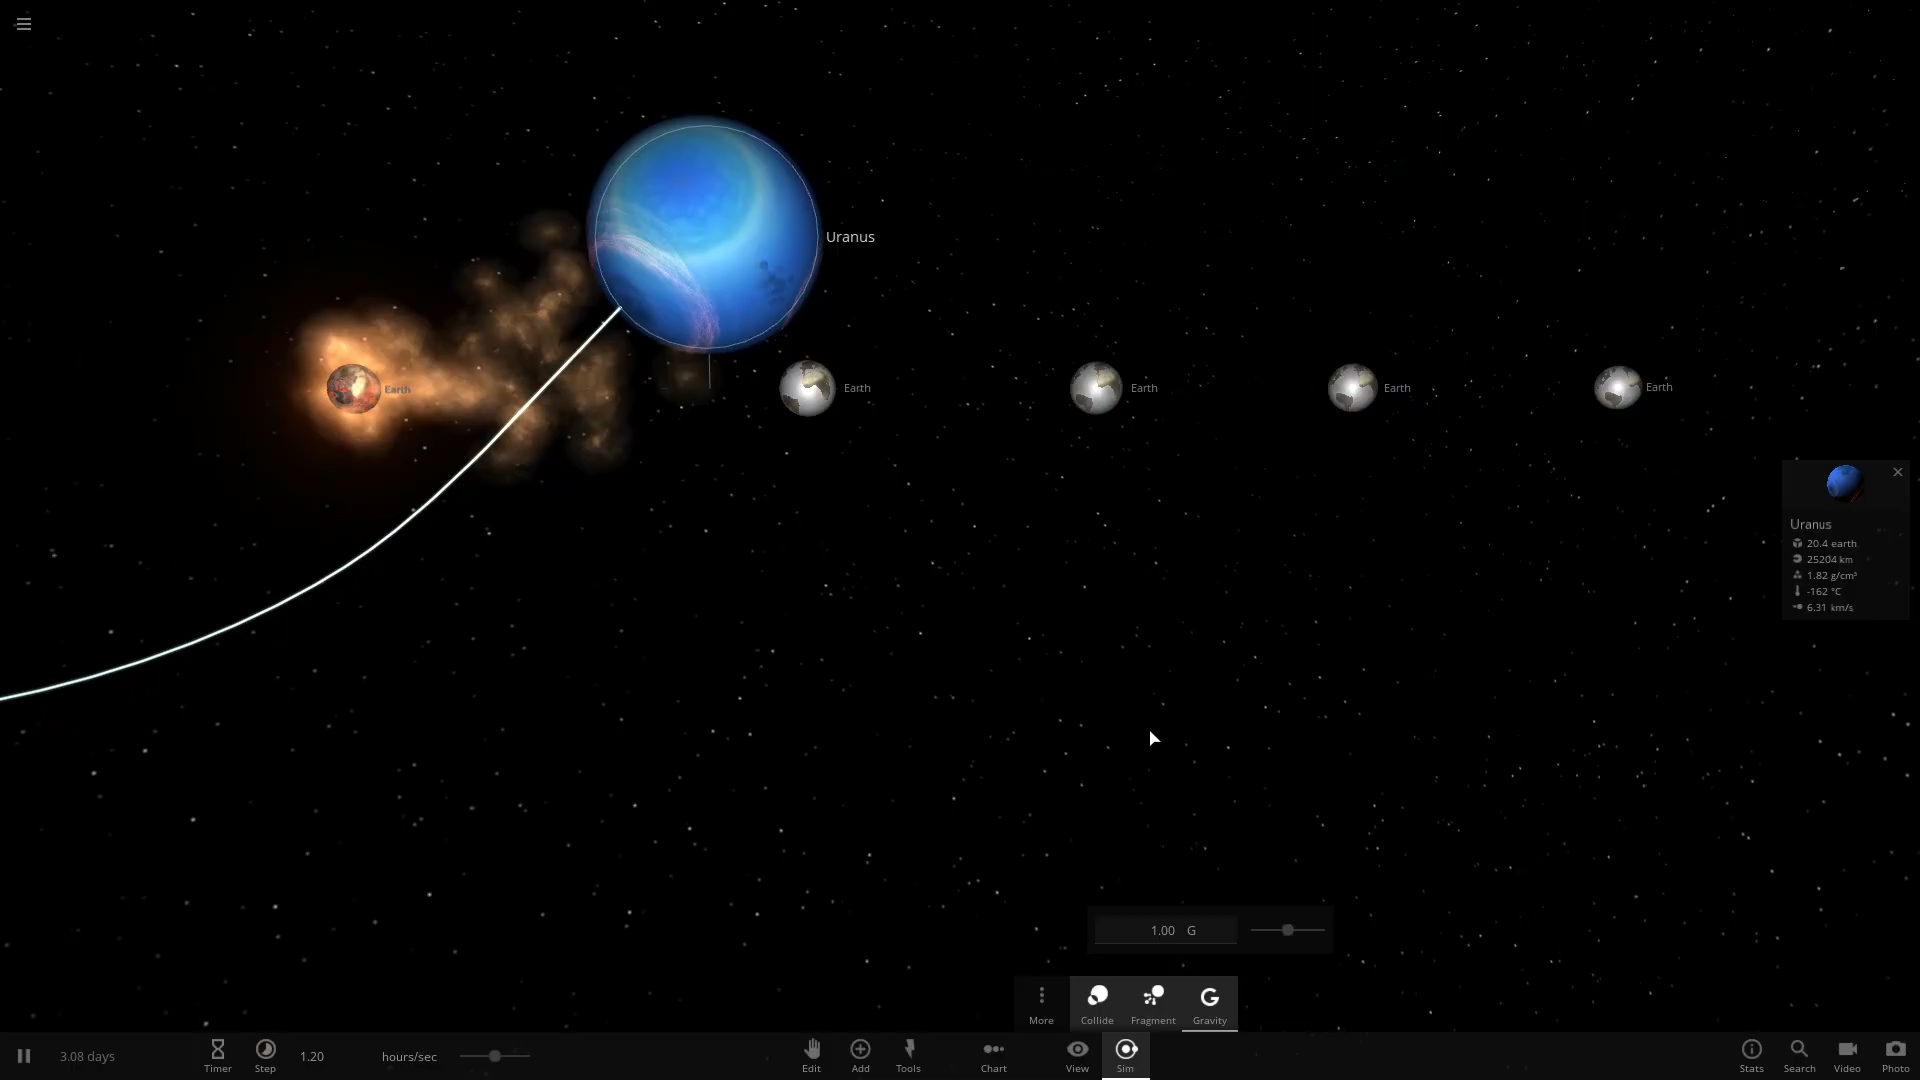 Uranus
Earth
Earth
Earth
Earth
Earth
Uranus
20.4 earth
25204 km
1.82 g/cm³
-162 °C
6.31 km/s
1.00 G
More
Collide
Fragment
Gravity
3.08 days
Timer
Step
1.20
hours/sec
Edit
Add
Tools
Chart
View
Sim
Stats
Search
Video
Photo